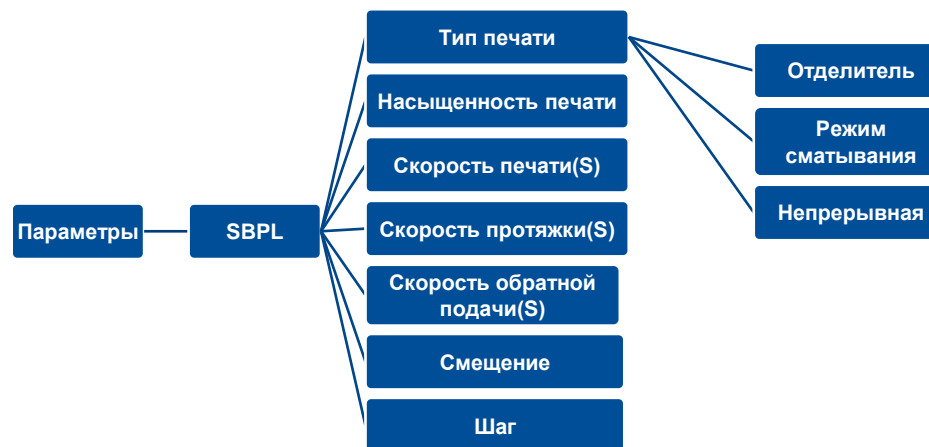 Тип печати
Отделитель
Насыщенность печати
Режим
сматывания
Скорость печати(S)
Непрерывная
Параметры
SBPL
Скорость протяжки(S)
Скорость обратной
подачи(S)
Смещение
Шаг